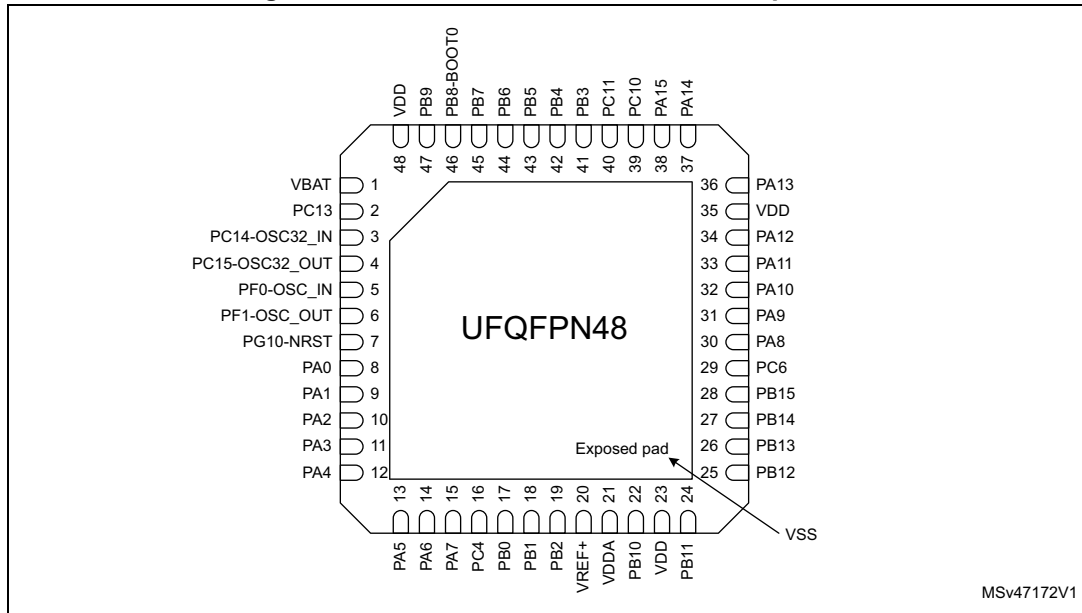 VDD
PB9
PB8-BOOT0
PB7
PB6
PB5
PB4
PB3
PC11
PC10
PA15
PA14
48
47
46
45
44
43
42
41
40
39
38
37
VBAT 1
PC13 2
PC14-OSC32_IN 3
PC15-OSC32_OUT 4
PF0-OSC_IN 5
PF1-OSC_OUT 6
PG10-NRST 7
PA0 8
PA1 9
PA2 10
PA3 11
PA4 12
UFQFPN48
Exposed pad
36 PA13
35 VDD
34 PA12
33 PA11
32 PA10
31 PA9
30 PA8
29 PC6
28 PB15
27 PB14
26 PB13
25 PB12
13
14
15
16
17
18
19
20
21
22
23
24
PA5
PA6
PA7
PC4
PB0
PB1
PB2
VREF+
VDDA
PB10
VDD
PB11
VSS
MSv47172V1